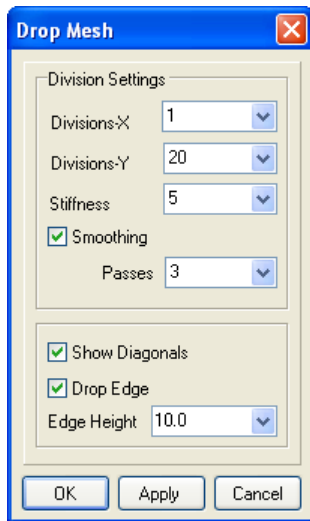 Drop Mesh
Division Settings
Divisions-X 1
Divisions-Y 20
Stiffness 5
Smoothing
Passes 3
Show Diagonals
Drop Edge
Edge Height 10.0
OK Apply Cancel